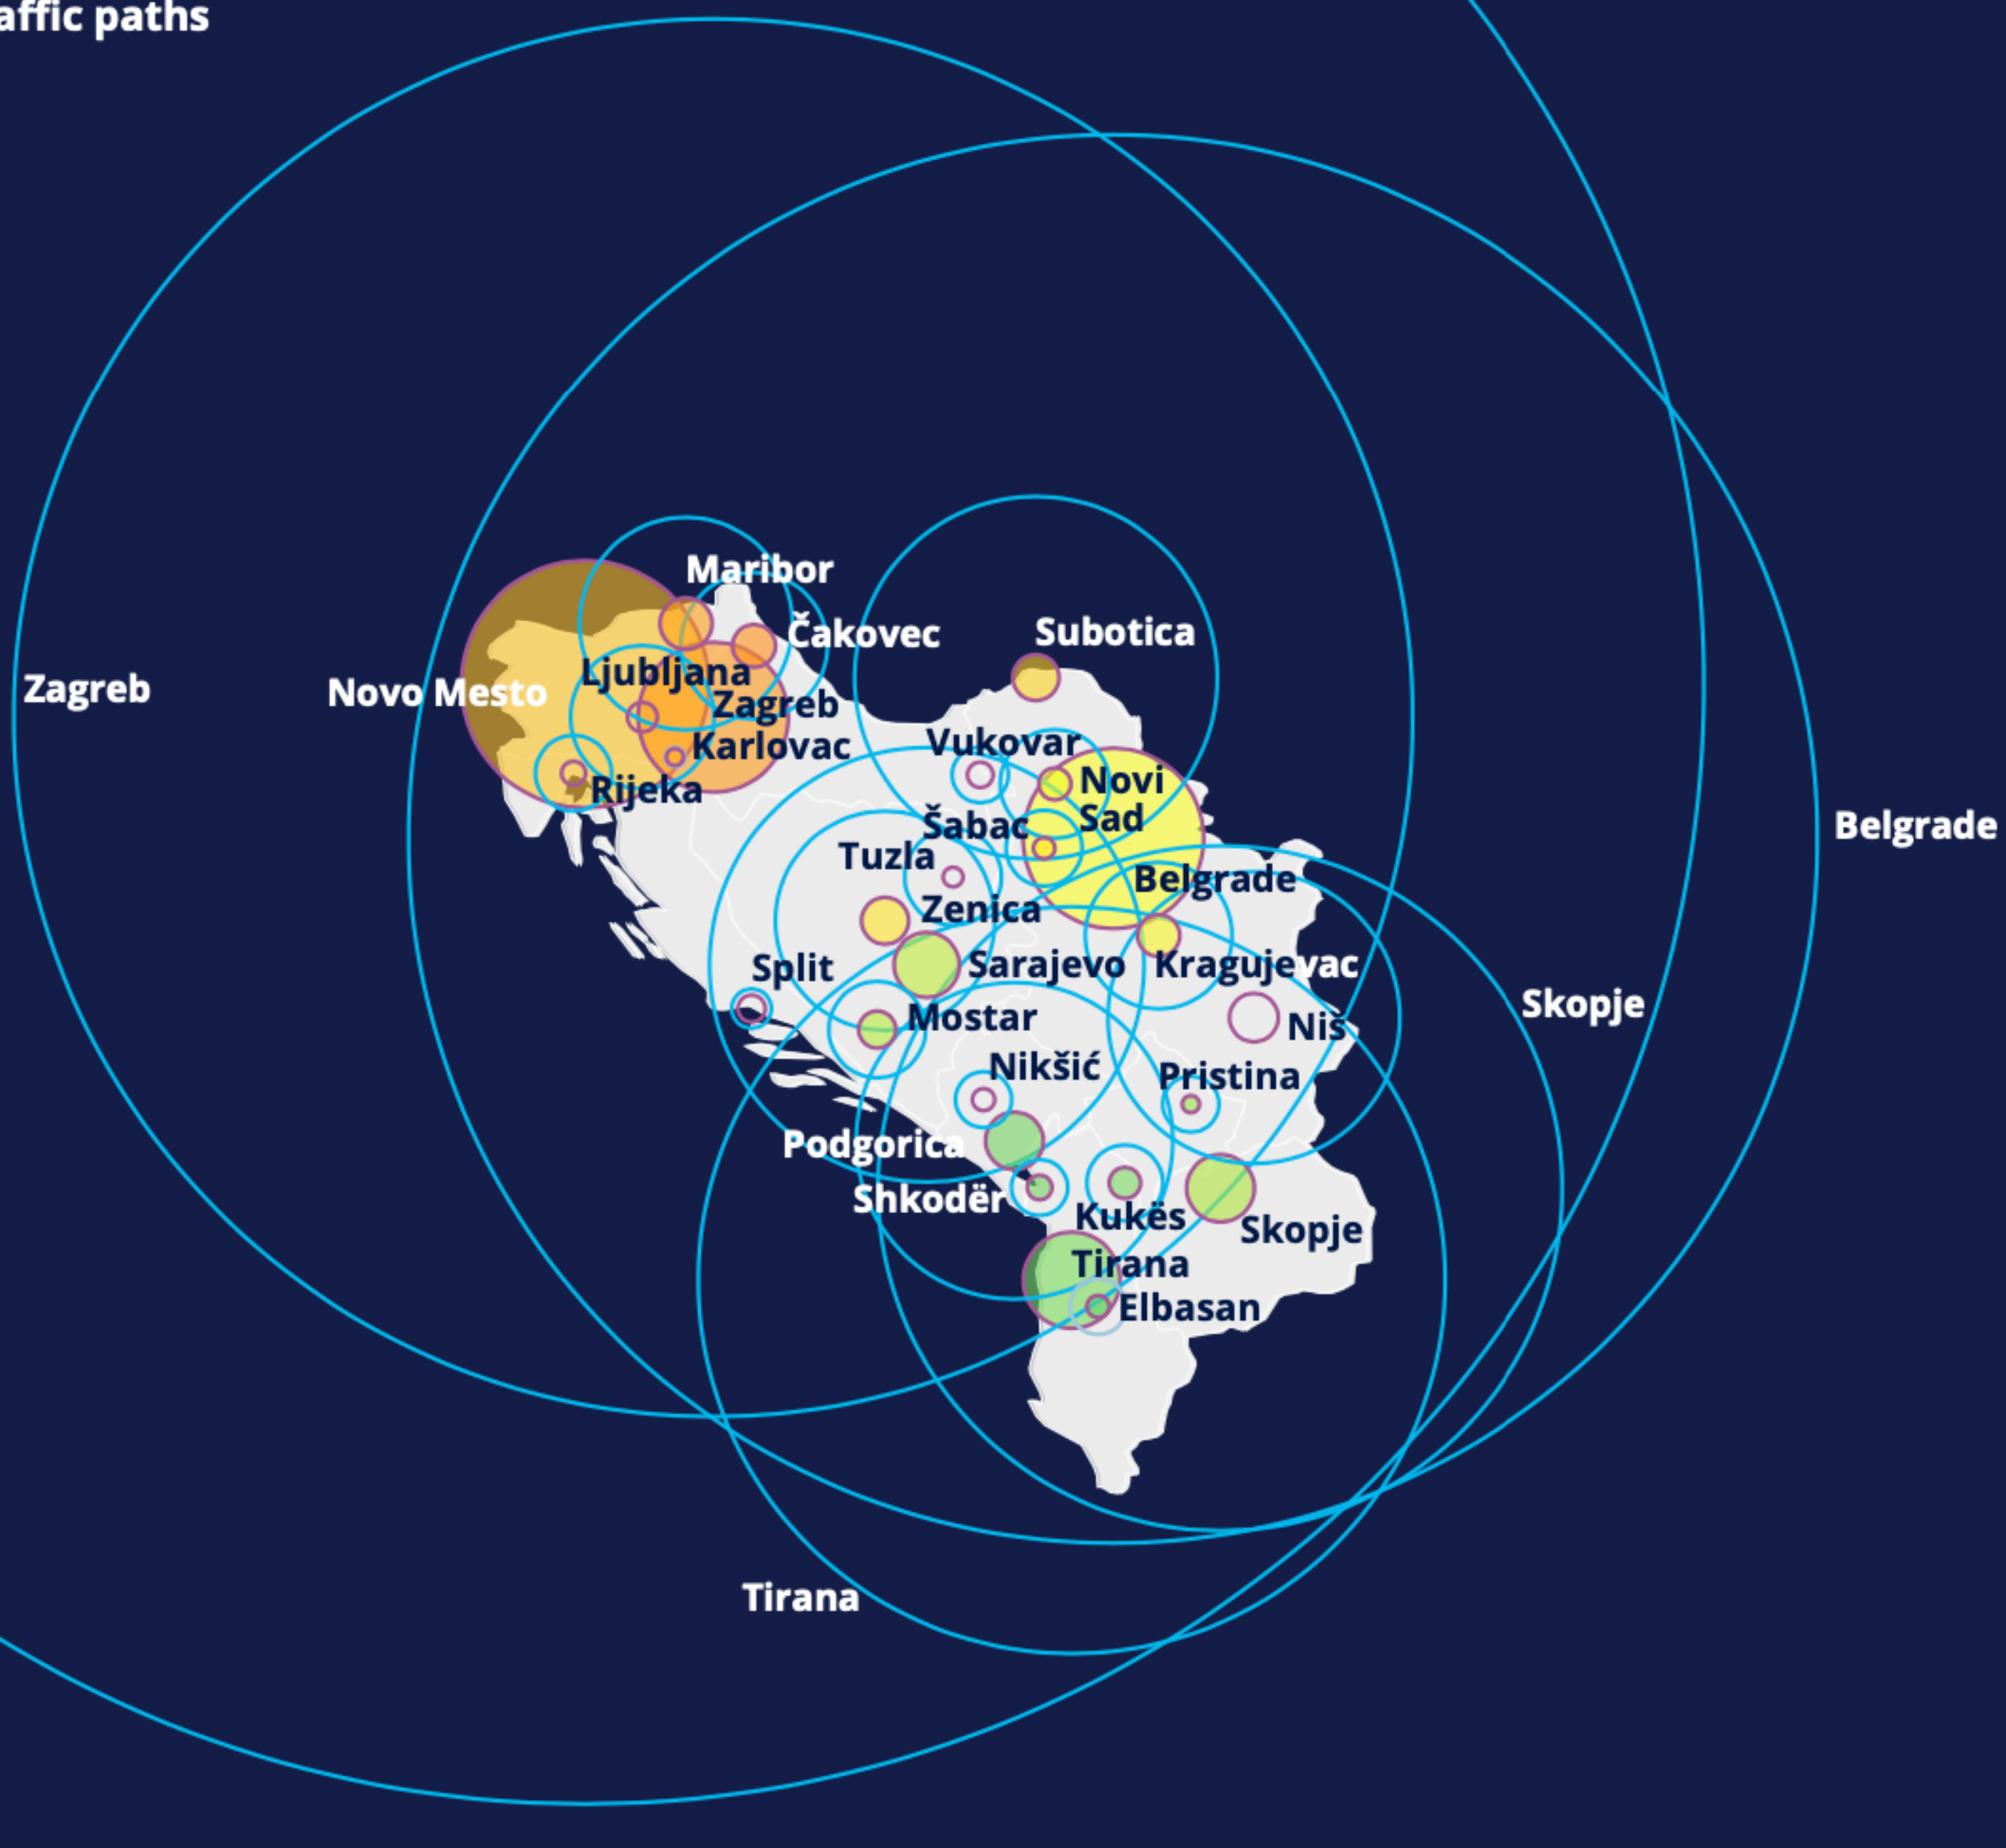 affic paths
Maribor
Čakovec
Subotica
Ljubljana
Zagreb
Novo Mesto
Zagreb
Karlovac
Vukovar
Rijeka
Novi
Sad
Šabac
Belgrade
Tuzla
Belgrade
Zenica
Split
Sarajevo
Kragujevac
Skopje
Mostar
Niš
Nikšić
Pristina
Podgorica
Shkodër
Kukës
Skopje
Tirana
Elbasan
Tirana